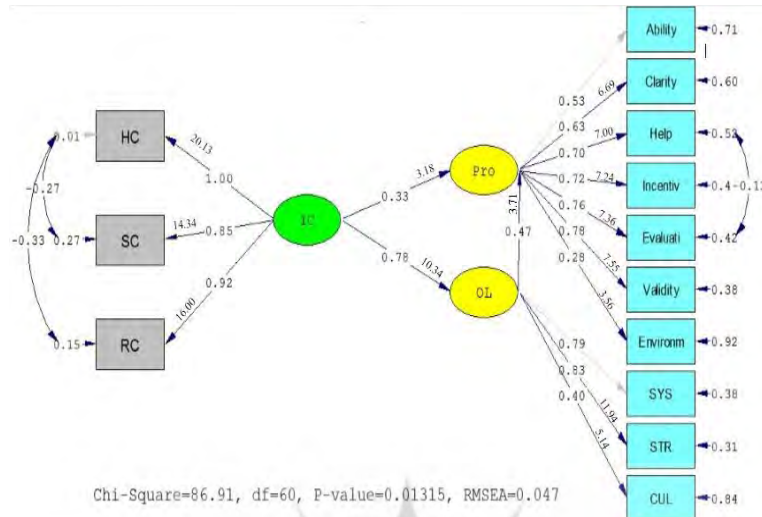 Ability
0.71
Clarity
0.60
Help
0.53
Incentiv
0.4
-0.13
Evaluati
0.42
Validity
0.38
Environm
0.92
SYS
0.38
STR
0.31
CUL
0.84
0.01
HC
-0.27
0.27
SC
-0.33
0.15
RC
20.13
1.00
14.34
0.85
16.00
0.92
IC
3.18
0.33
10.34
0.78
Pro
OL
3.71
0.47
0.53
6.69
0.63
7.00
0.70
7.24
0.72
7.36
0.76
7.55
0.78
3.56
0.28
0.79
11.94
0.83
5.14
0.40
Chi-Square=86.91, df=60, P-value=0.01315, RMSEA=0.047